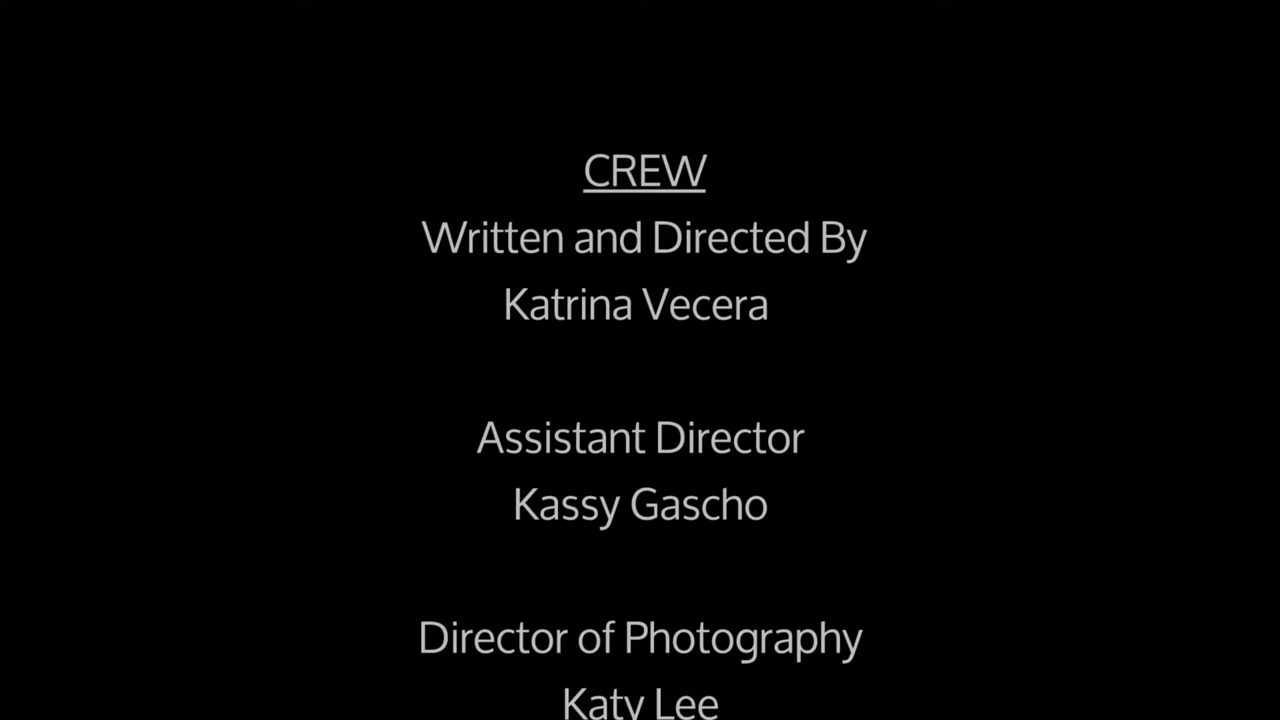 CREW
Written and Directed By
Katrina Vecera
Assistant Director
Kassy Gascho
Director of Photography
Katy Lee